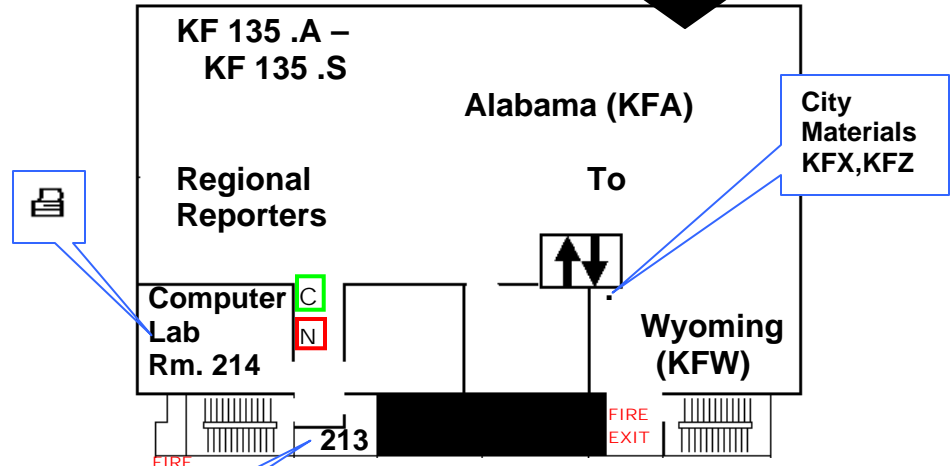 KF 135 .A –
KF 135 .S
Alabama (KFA)
City
Materials
KFX,KFZ
Regional
Reporters
To
Computer
Lab
Rm. 214
C
N
Wyoming
(KFW)
213
FIRE
EXIT
FIRE